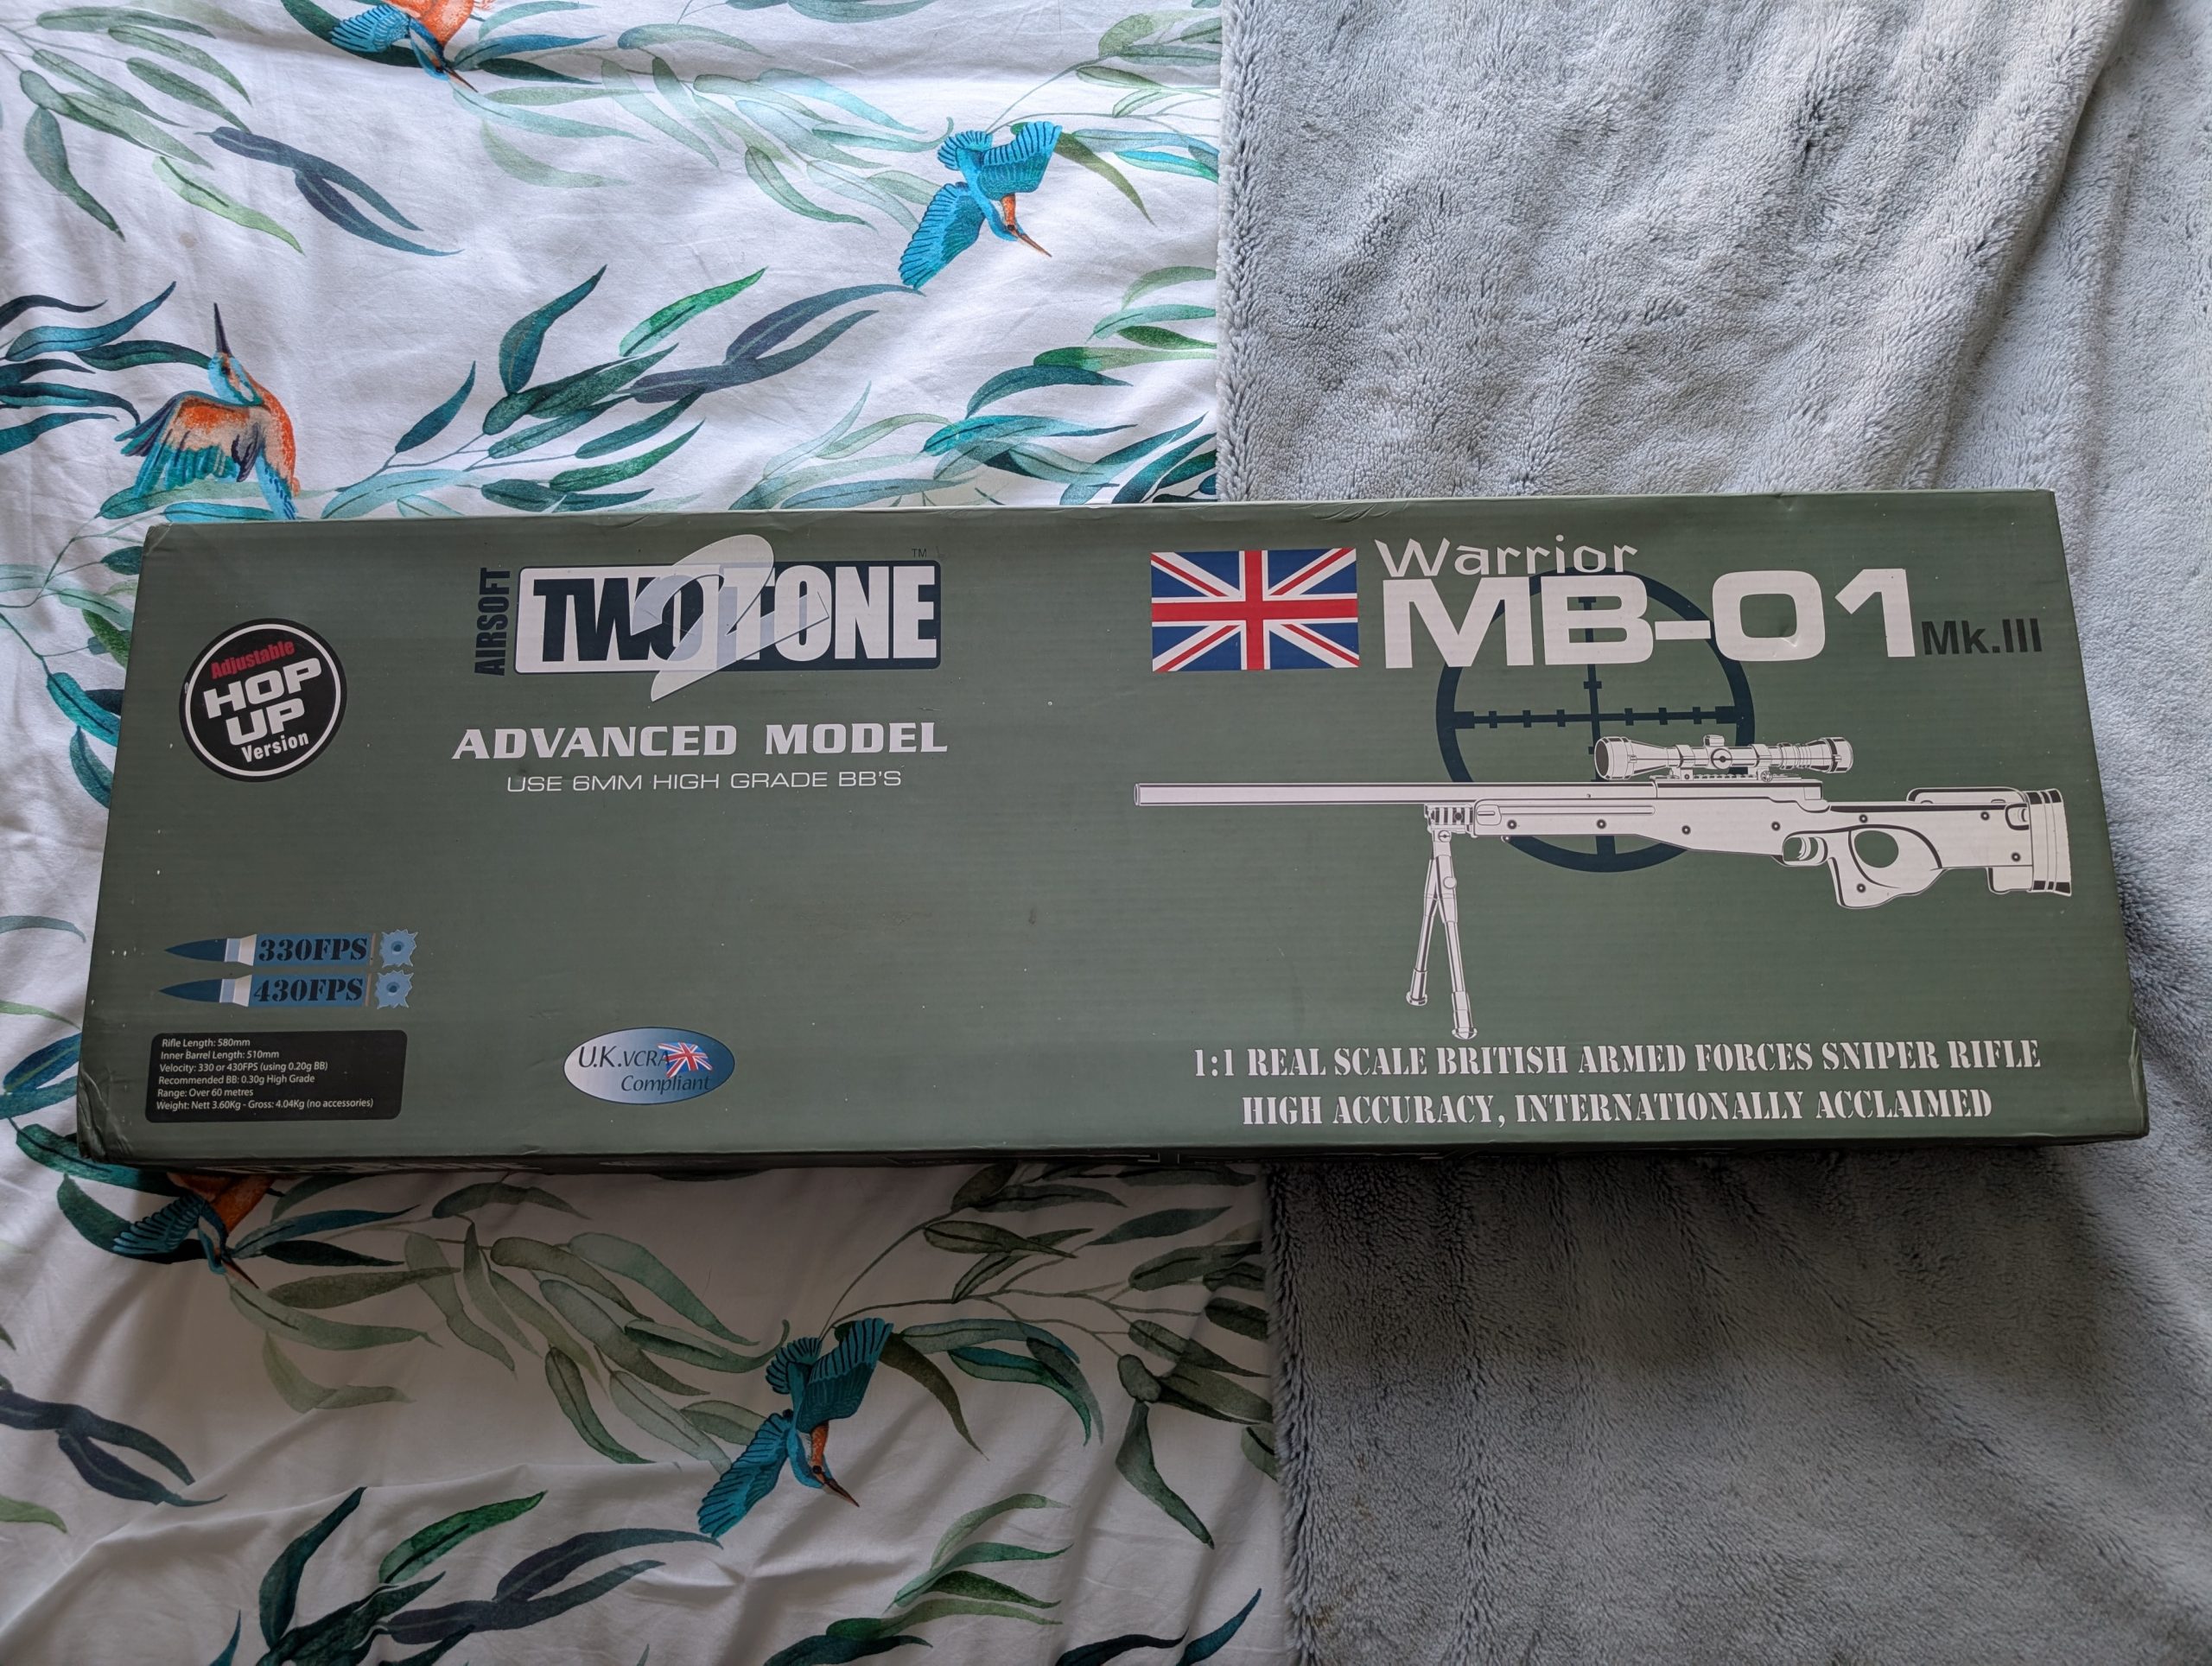 Adjustable
HOP
UP
Version
AIRSOFT
TWO 2 TONE
TM
ADVANCED MODEL
USE 6MM HIGH GRADE BB'S
Warrior
MB-01 Mk.III
330FPS
430FPS
Rifle Length: 580mm
Inner Barrel Length: 510mm
Velocity: 330 or 430FPS (using 0.20g BB)
Recommended BB: 0.30g High Grade
Range: Over 60 metres
Weight: Nett 3.60Kg - Gross: 4.04Kg (no accessories)
U.K.VCRA
Compliant
1:1 REAL SCALE BRITISH ARMED FORCES SNIPER RIFLE
HIGH ACCURACY, INTERNATIONALLY ACCLAIMED